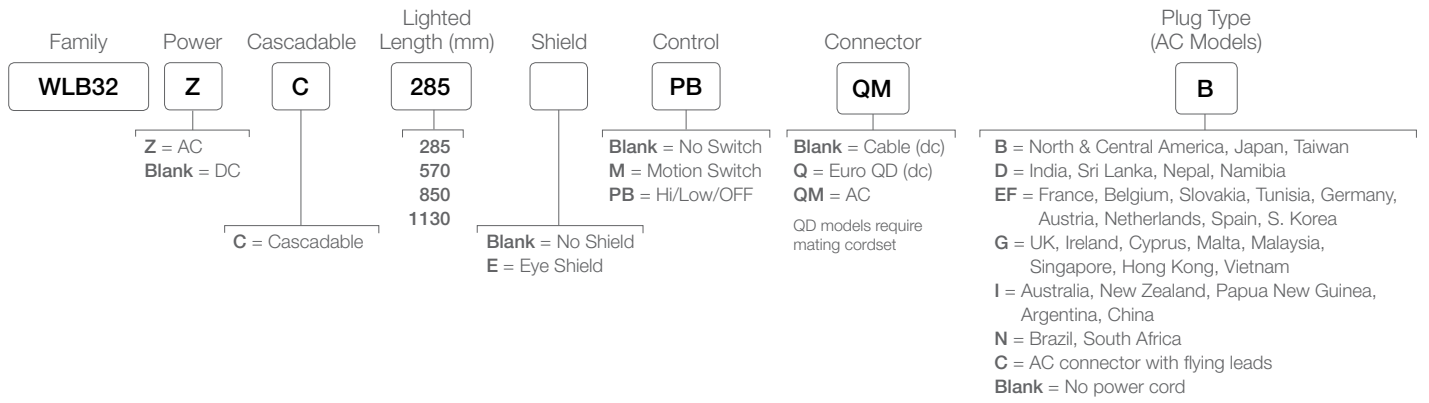 Family
Power
Cascadable
Lighted
Length (mm)
Shield
Control
Connector
Plug Type
(AC Models)
WLB32
Z
C
285
PB
QM
B
Z = AC
Blank = DC
C = Cascadable
285
570
850
1130
Blank = No Shield
E = Eye Shield
Blank = No Switch
M = Motion Switch
PB = Hi/Low/OFF
Blank = Cable (dc)
Q = Euro QD (dc)
QM = AC
QD models require
mating cordset
B = North & Central America, Japan, Taiwan
D = India, Sri Lanka, Nepal, Namibia
EF = France, Belgium, Slovakia, Tunisia, Germany,
Austria, Netherlands, Spain, S. Korea
G = UK, Ireland, Cyprus, Malta, Malaysia,
Singapore, Hong Kong, Vietnam
I = Australia, New Zealand, Papua New Guinea,
Argentina, China
N = Brazil, South Africa
C = AC connector with flying leads
Blank = No power cord